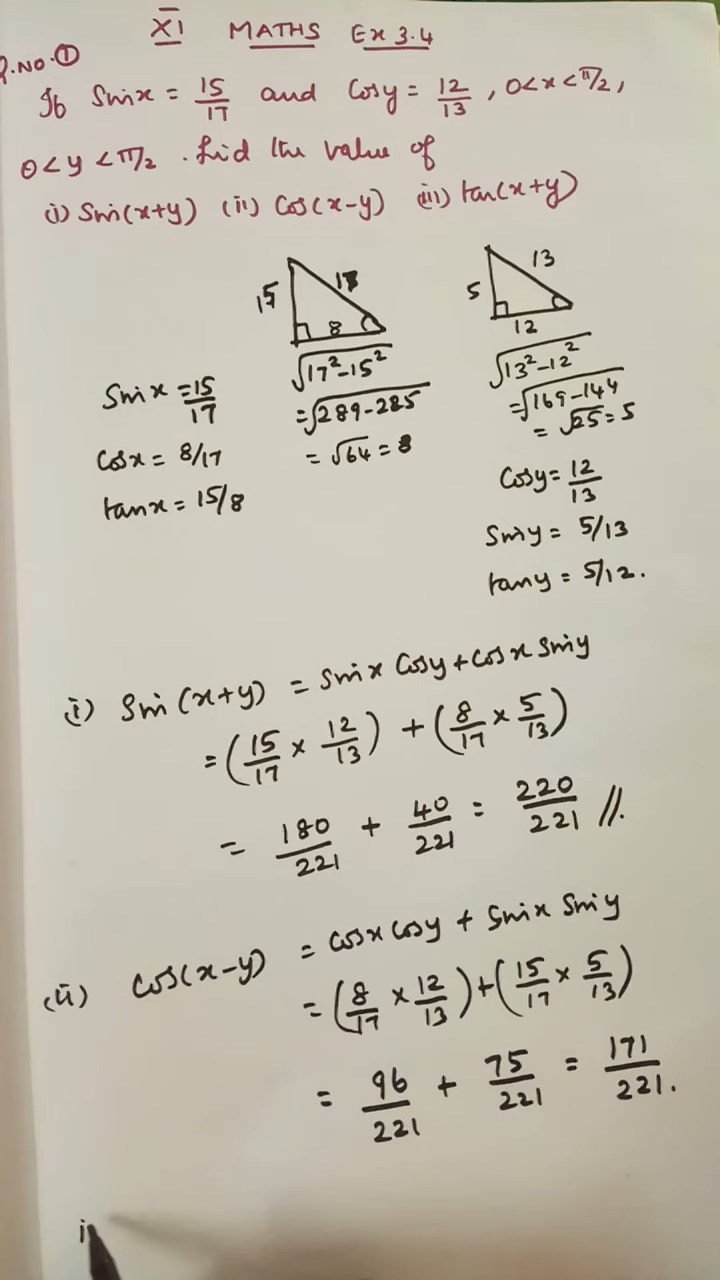 XI MATHS Ex 3.4
Q.NO.①
If Sin x = 15/17 and Cos y = 12/13, 0<x<π/2,
0<y<π/2. Find the value of
(i) Sin(x+y) (ii) Cos(x-y) (iii) tan(x+y)
15 17 8
5 13 12
√17²-15²
=√289-225
=√64 = 8
√13²-12²
=√169-144
= √25 = 5
Sin x = 15/17
Cos x = 8/17
tan x = 15/8
Cos y = 12/13
Sin y = 5/13
tan y = 5/12.
(i) Sin (x+y) = Sin x Cos y + Cos x Sin y
= (15/17 × 12/13) + (8/17 × 5/13)
= 180/221 + 40/221 = 220/221 //.
(ii) Cos(x-y) = Cos x Cos y + Sin x Sin y
= (8/17 × 12/13) + (15/17 × 5/13)
= 96/221 + 75/221 = 171/221.
i